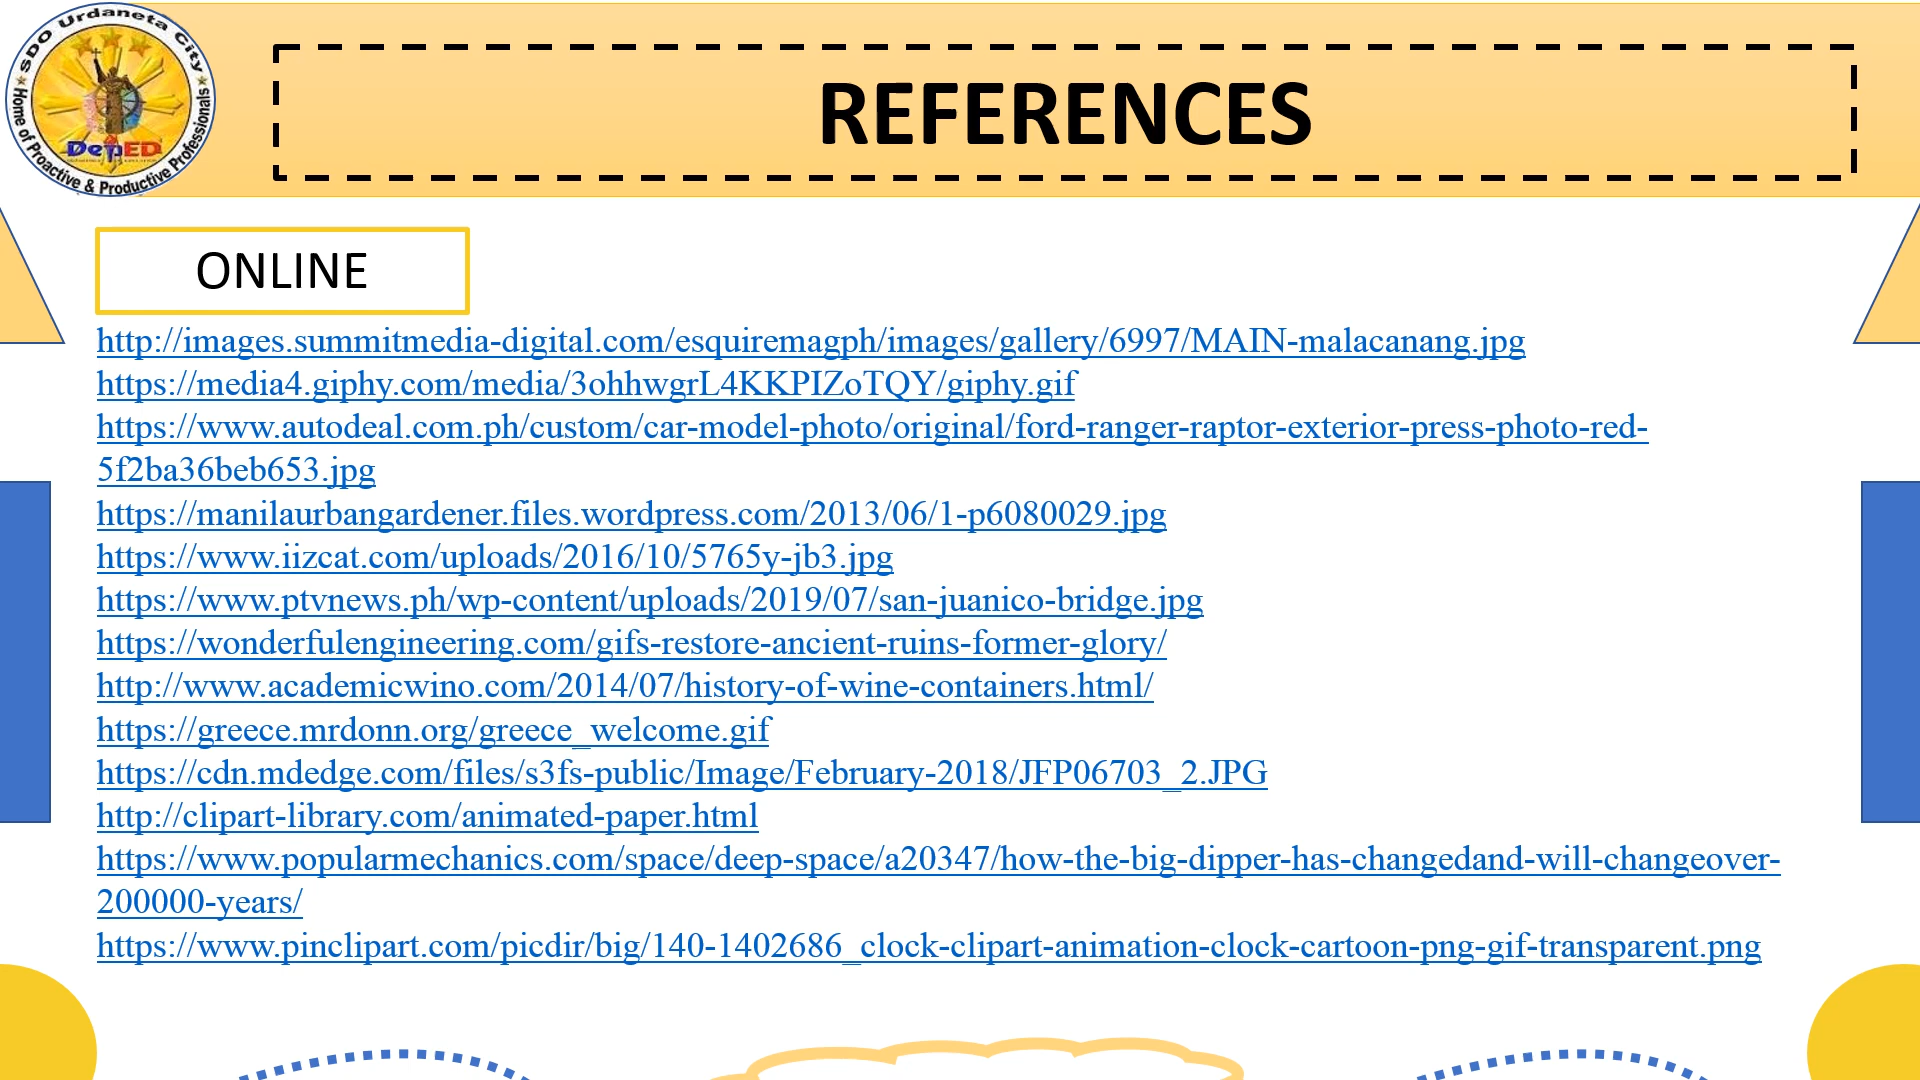 SDO Urdaneta City
Home of Proactive & Productive Professionals
DepED
REFERENCES
ONLINE
http://images.summitmedia-digital.com/esquiremagph/images/gallery/6997/MAIN-malacanang.jpg
https://media4.giphy.com/media/3ohhwgrL4KKPIZoTQY/giphy.gif
https://www.autodeal.com.ph/custom/car-model-photo/original/ford-ranger-raptor-exterior-press-photo-red-
5f2ba36beb653.jpg
https://manilaurbangardener.files.wordpress.com/2013/06/1-p6080029.jpg
https://www.iizcat.com/uploads/2016/10/5765y-jb3.jpg
https://www.ptvnews.ph/wp-content/uploads/2019/07/san-juanico-bridge.jpg
https://wonderfulengineering.com/gifs-restore-ancient-ruins-former-glory/
http://www.academicwino.com/2014/07/history-of-wine-containers.html/
https://greece.mrdonn.org/greece_welcome.gif
https://cdn.mdedge.com/files/s3fs-public/Image/February-2018/JFP06703_2.JPG
http://clipart-library.com/animated-paper.html
https://www.popularmechanics.com/space/deep-space/a20347/how-the-big-dipper-has-changedand-will-changeover-
200000-years/
https://www.pinclipart.com/picdir/big/140-1402686_clock-clipart-animation-clock-cartoon-png-gif-transparent.png